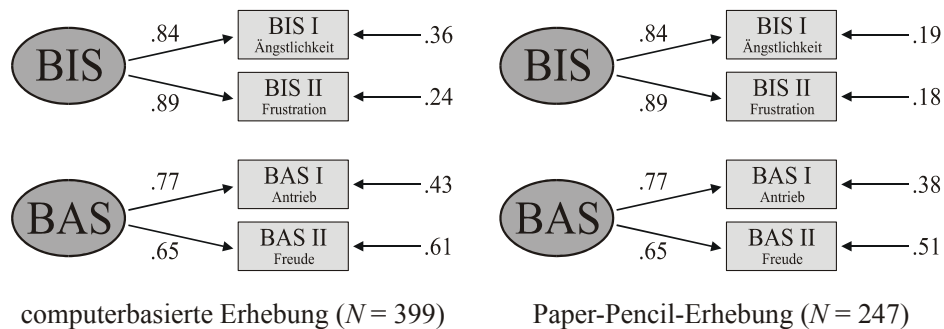 BIS
.84
BIS I
Ängstlichkeit
.36
.89
BIS II
Frustration
.24
BAS
.77
BAS I
Antrieb
.43
.65
BAS II
Freude
.61
computerbasierte Erhebung (N = 399)
BIS
.84
BIS I
Ängstlichkeit
.19
.89
BIS II
Frustration
.18
BAS
.77
BAS I
Antrieb
.38
.65
BAS II
Freude
.51
Paper-Pencil-Erhebung (N = 247)